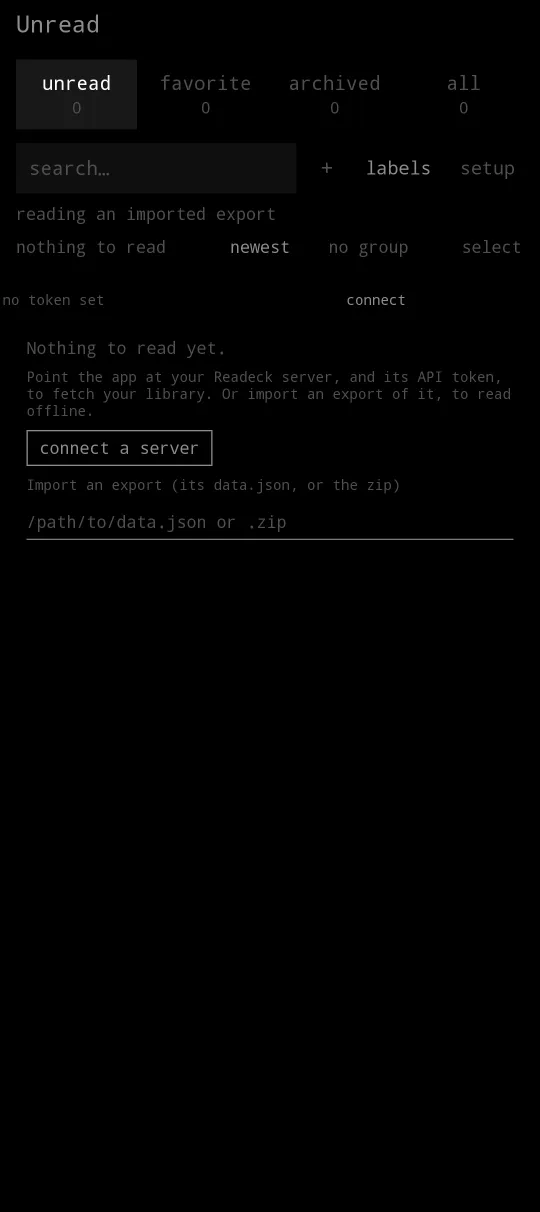 Unread
unread favorite archived all
0 0 0 0
search… + labels setup
reading an imported export
nothing to read newest no group select
no token set connect
Nothing to read yet.
Point the app at your Readeck server, and its API token,
to fetch your library. Or import an export of it, to read
offline.
connect a server
Import an export (its data.json, or the zip)
/path/to/data.json or .zip